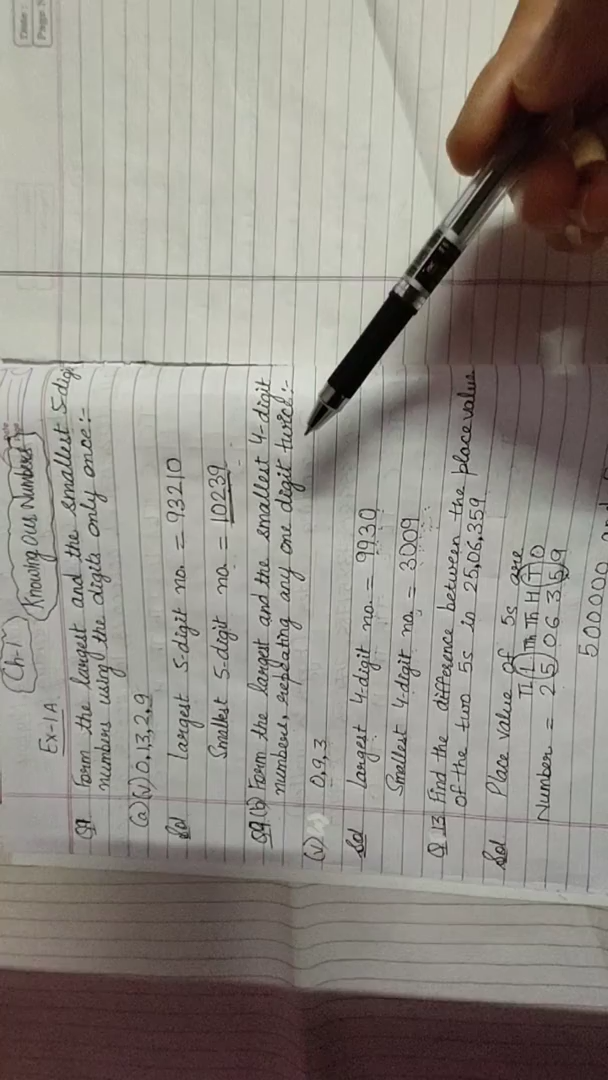 Ch-1
Knowing Our Numbers
Ex-1A
Q9 Form the largest and the smallest 5-digi
numbers using the digits only once:-
(a)(v) 0,1,3,2,9
Sol Largest 5-digit no. = 93210
Smallest 5-digit no = 10239
Q9 (b) Form the largest and the smallest 4-digit
numbers, repeating any one digit twice:-
(i) 0,9,3
Sol Largest 4-digit no. = 9930
Smallest 4-digit no. = 3009
Q 13 Find the difference between the place value
of the two 5s in 25,06,359
Sol Place value of 5s are
TL L TTh Th H T O
Number = 2 5 0 6 3 5 9
500000 and